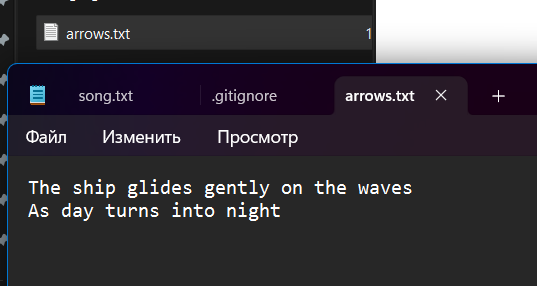 arrows.txt 1
song.txt .gitignore arrows.txt
Файл Изменить Просмотр
The ship glides gently on the waves
As day turns into night